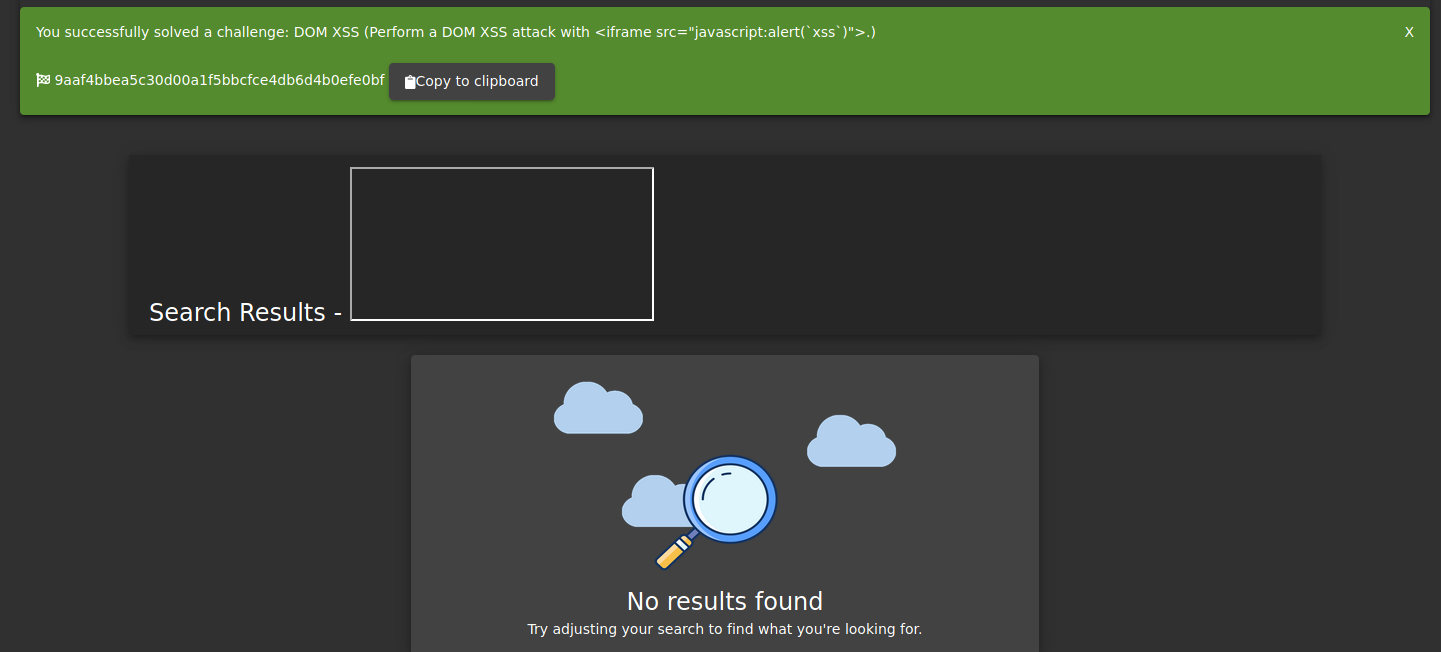 You successfully solved a challenge: DOM XSS (Perform a DOM XSS attack with <iframe src="javascript:alert(`xss`)">.)
X
9aaf4bbea5c30d00a1f5bbcfce4db6d4b0efe0bf
Copy to clipboard
Search Results -
No results found
Try adjusting your search to find what you're looking for.